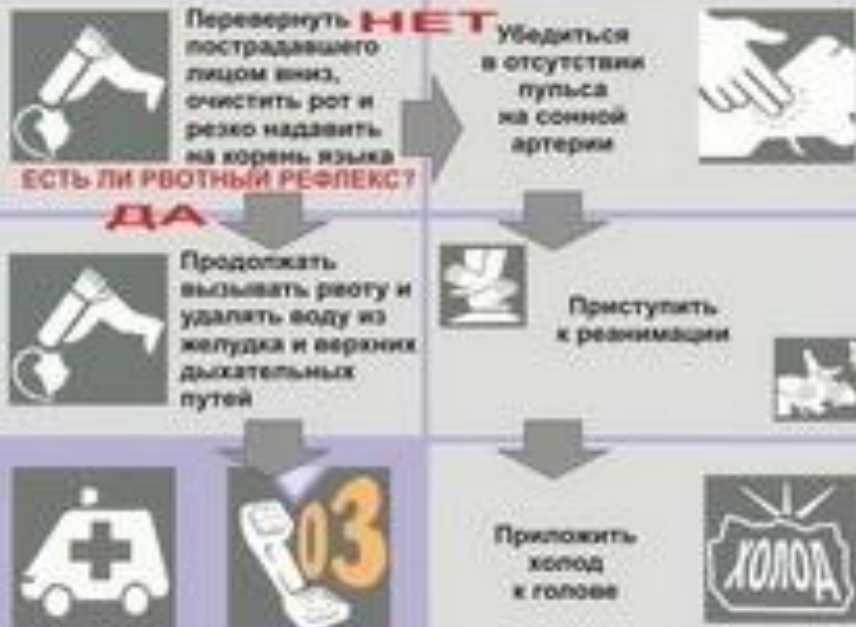 Перевернуть
пострадавшего
лицом вниз,
очистить рот и
резко надавить
на корень языка
ЕСТЬ ЛИ РВОТНЫЙ РЕФЛЕКС?
НЕТ
Убедиться
в отсутствии
пульса
на сонной
артерии
ДА
Продолжать
вызывать рвоту и
удалять воду из
желудка и верхних
дыхательных
путей
Приступить
к реанимации
03
Приложить
холод
к голове
ХОЛОД